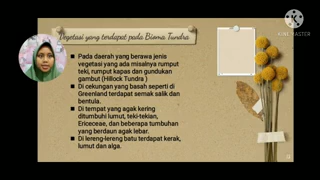 Vegetasi yang terdapat pada Bioma Tundra
Pada daerah yang berawa jenis
vegetasi yang ada misalnya rumput
teki, rumput kapas dan gundukan
gambut (Hillock Tundra )
Di cekungan yang basah seperti di
Greenland terdapat semak salik dan
bentula.
Di tempat yang agak kering
ditumbuhi lumut, teki-tekian,
Ericeceae, dan beberapa tumbuhan
yang berdaun agak lebar.
Di lereng-lereng batu terdapat kerak,
lumut dan alga.
KINEMASTER